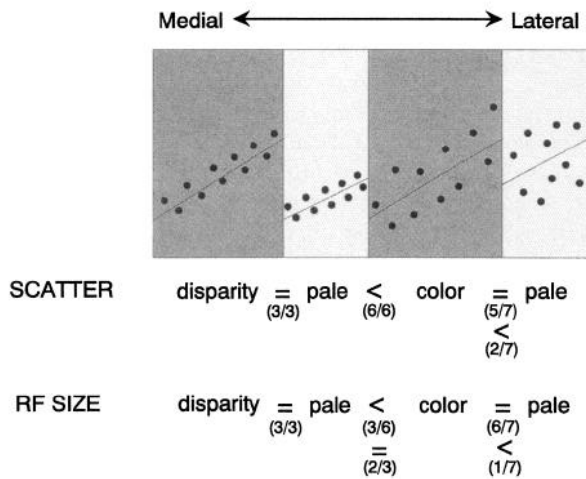 Medial Lateral
SCATTER disparity = pale < color = pale
(3/3) (6/6) (5/7)
<
(2/7)
RF SIZE disparity = pale < color = pale
(3/3) (3/6) (6/7)
= <
(2/3) (1/7)